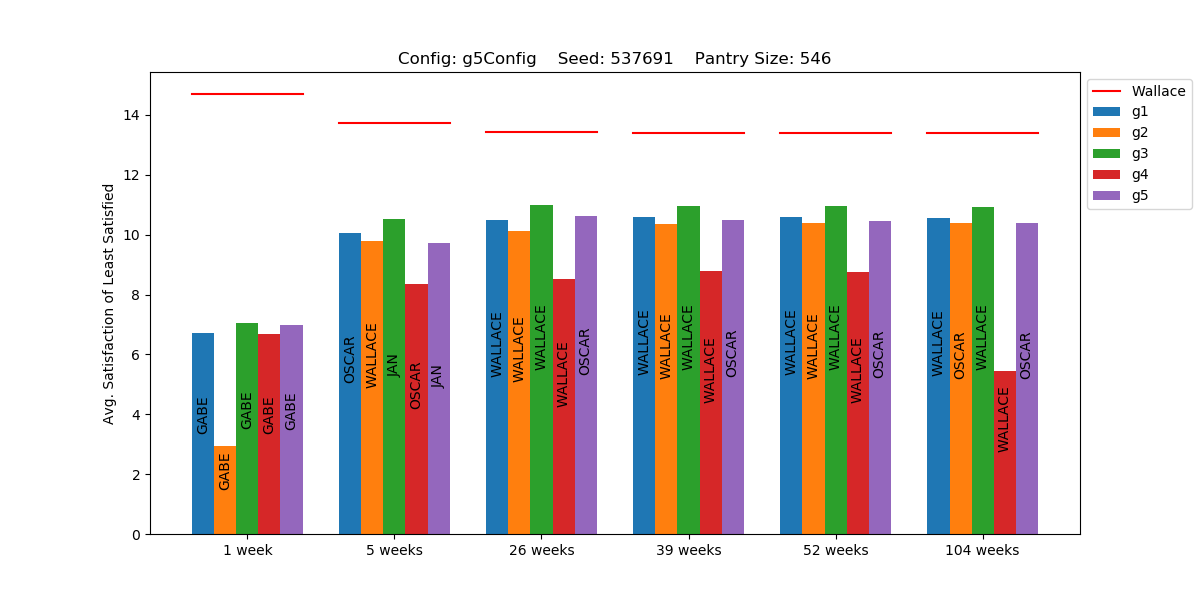 Config: g5Config    Seed: 537691    Pantry Size: 546
Avg. Satisfaction of Least Satisfied
14
12
10
8
6
4
2
0
GABE
GABE
GABE
GABE
GABE
OSCAR
WALLACE
JAN
OSCAR
JAN
WALLACE
WALLACE
WALLACE
WALLACE
OSCAR
WALLACE
WALLACE
WALLACE
WALLACE
OSCAR
WALLACE
WALLACE
WALLACE
WALLACE
OSCAR
WALLACE
OSCAR
WALLACE
WALLACE
OSCAR
1 week
5 weeks
26 weeks
39 weeks
52 weeks
104 weeks
Wallace
g1
g2
g3
g4
g5